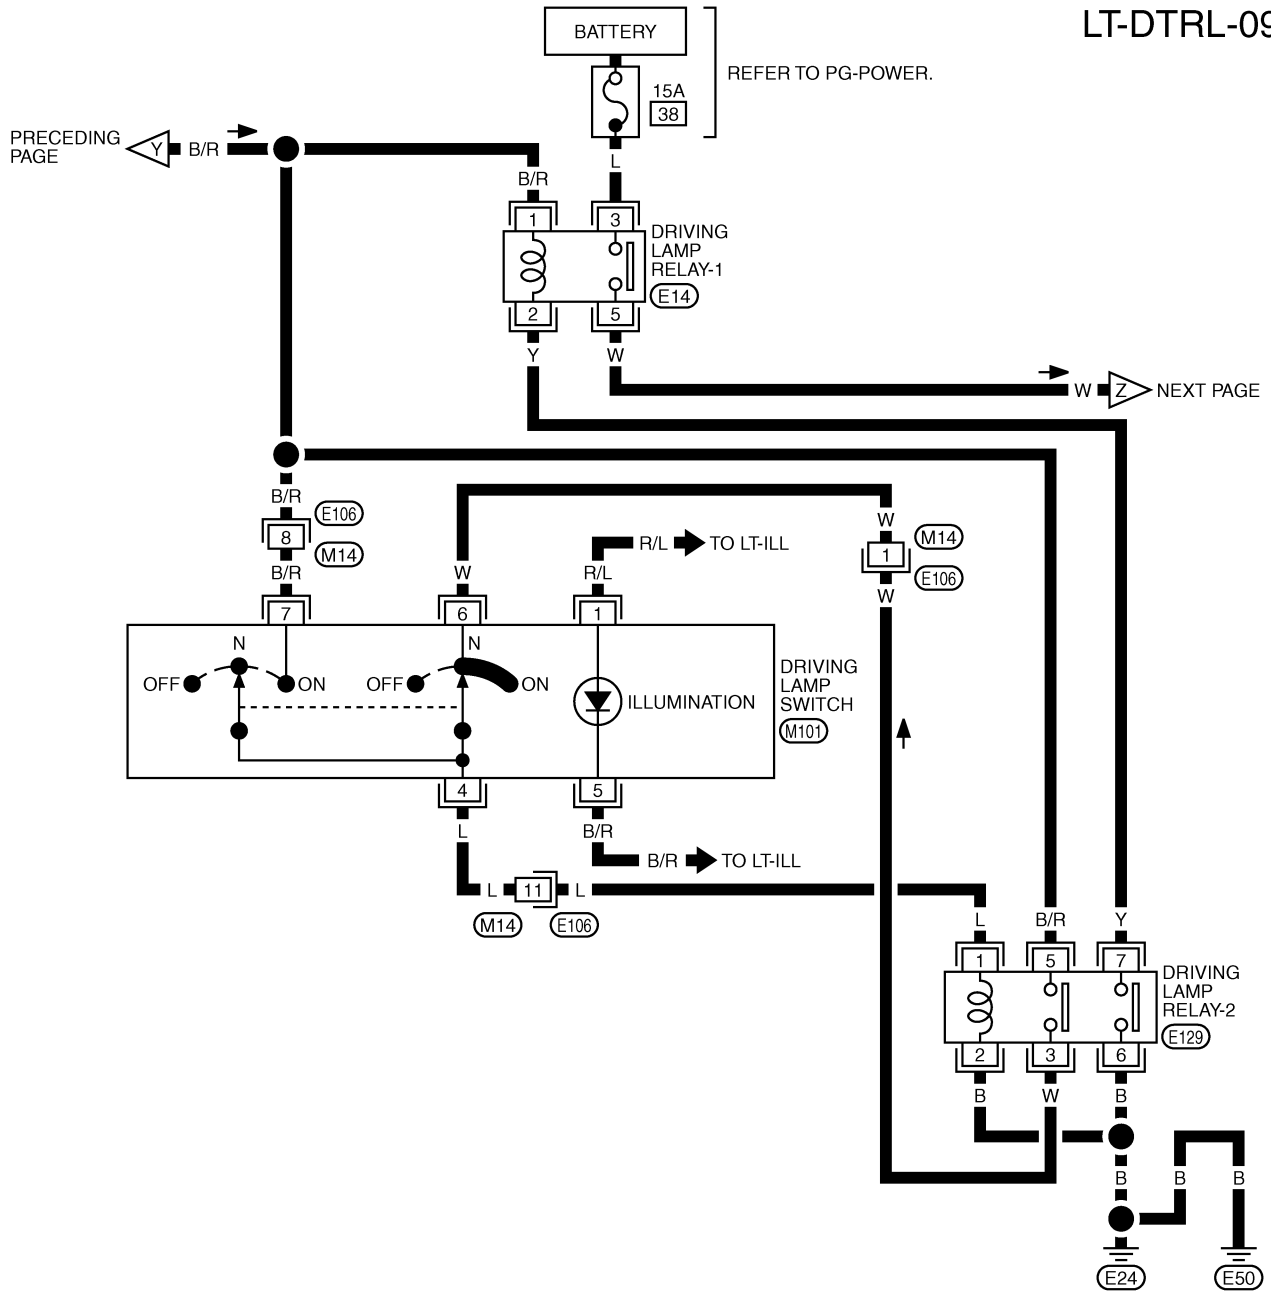 LT-DTRL-09
BATTERY
REFER TO PG-POWER.
15A
38
PRECEDING
PAGE
Y
B/R
L
B/R
1
3
DRIVING
LAMP
RELAY-1
E14
2
5
Y
W
W
Z
NEXT PAGE
B/R
E106
8
M14
B/R
W
R/L
TO LT-ILL
R/L
W
M14
1
E106
W
7
6
1
N
N
OFF
ON
OFF
ON
ILLUMINATION
DRIVING
LAMP
SWITCH
M101
4
5
L
B/R
B/R
TO LT-ILL
L
11
L
M14
E106
L
B/R
Y
1
5
7
DRIVING
LAMP
RELAY-2
E129
2
3
6
B
W
B
B
B
B
E24
E50